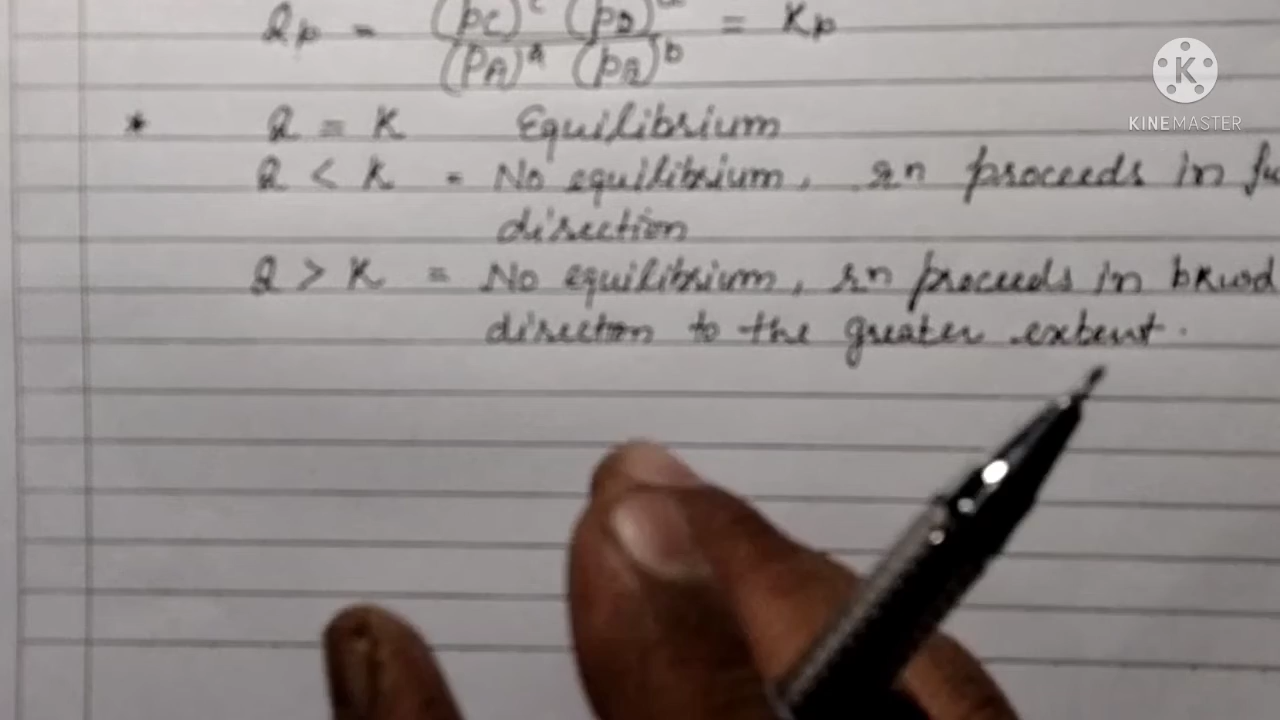 Qp = (pC)^c (pD)^d / (PA)^a (pB)^b = Kp
* Q = K Equilibrium
Q < K = No equilibrium, rn proceeds in
direction
Q > K = No equilibrium, rn proceeds in bkwd
direction to the greater extent.
K
KINEMASTER